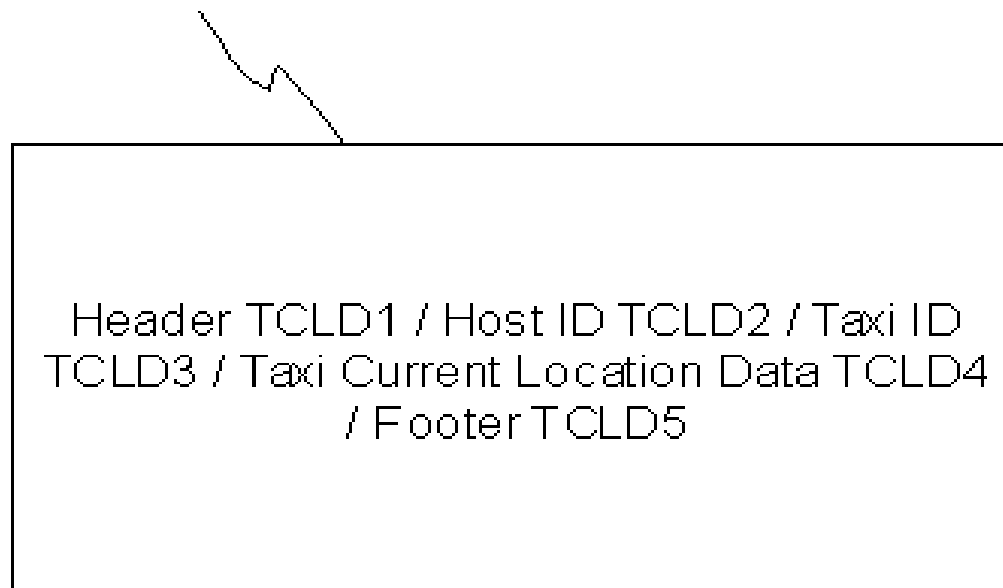 Header TCLD1 / Host ID TCLD2 / Taxi ID
TCLD3 / Taxi Current Location Data TCLD4
/ Footer TCLD5